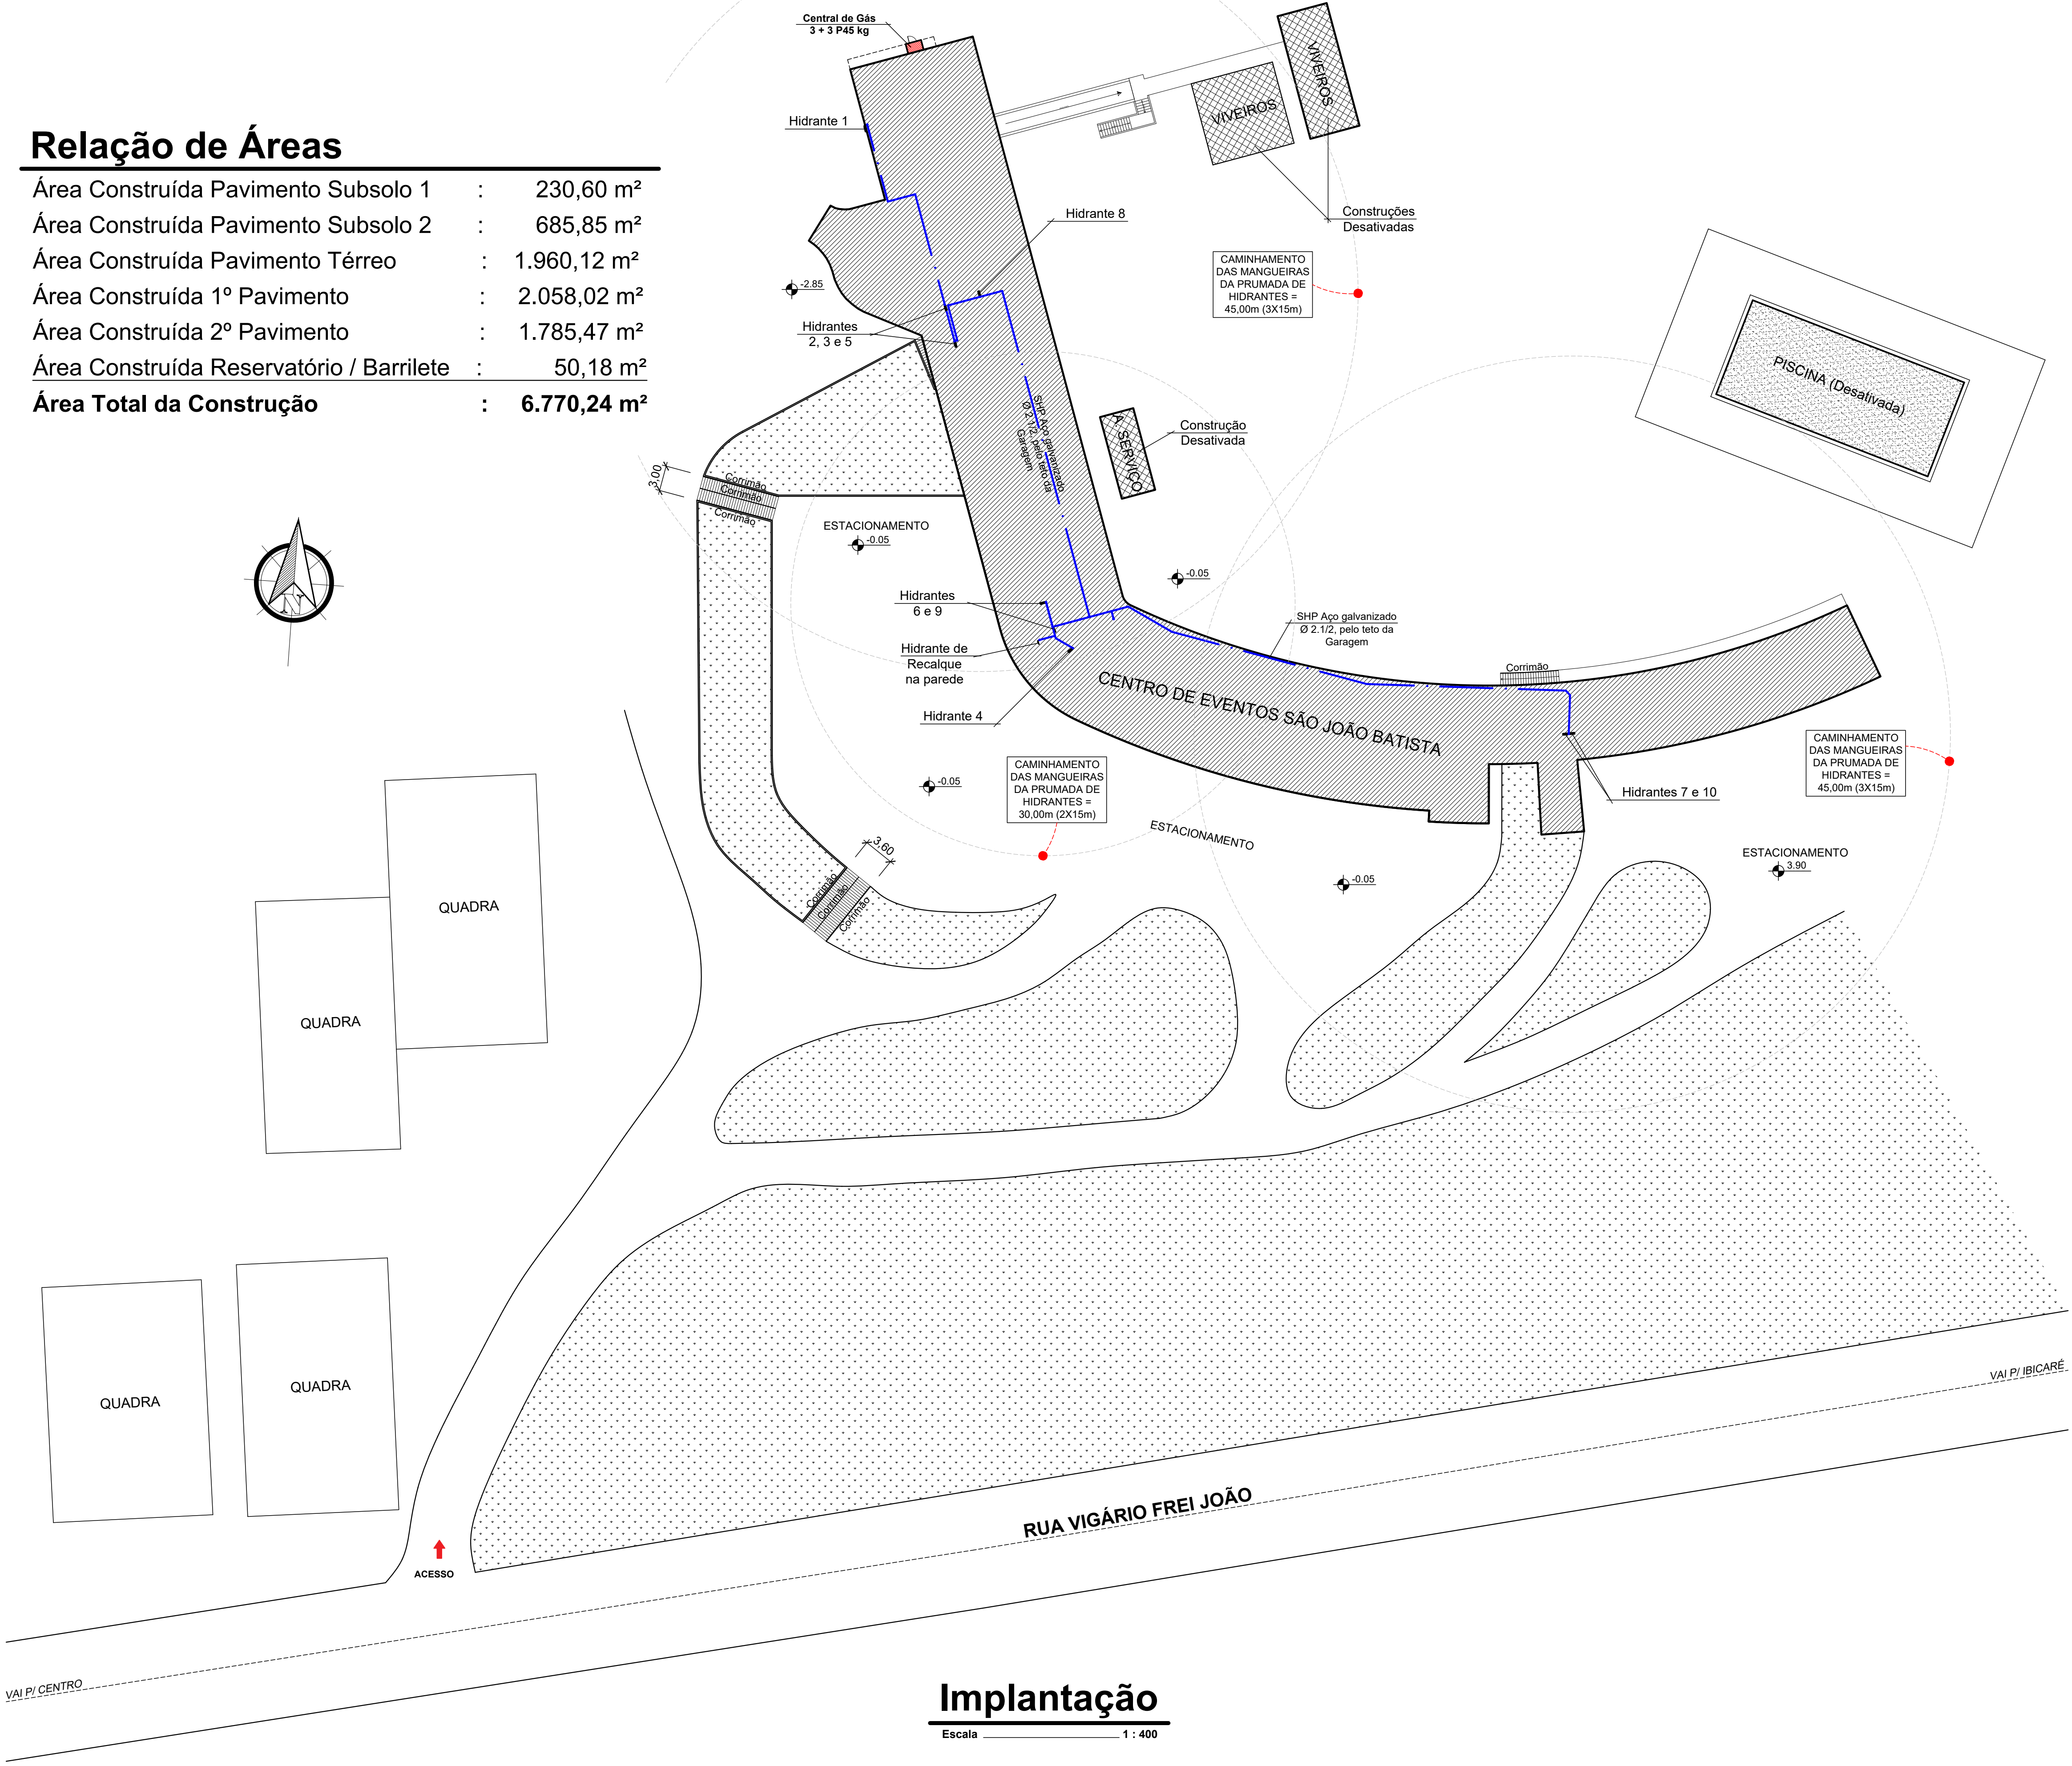 Central de Gás
3 + 3 P45 kg
Relação de Áreas
Área Construída Pavimento Subsolo 1 : 230,60 m²
Área Construída Pavimento Subsolo 2 : 685,85 m²
Área Construída Pavimento Térreo : 1.960,12 m²
Área Construída 1º Pavimento : 2.058,02 m²
Área Construída 2º Pavimento : 1.785,47 m²
Área Construída Reservatório / Barrilete : 50,18 m²
Área Total da Construção : 6.770,24 m²
Hidrante 1
VIVEIROS
VIVEIROS
Construções
Desativadas
Hidrante 8
-2.85
Hidrantes
2, 3 e 5
CAMINHAMENTO
DAS MANGUEIRAS
DA PRUMADA DE
HIDRANTES =
45,00m (3X15m)
PISCINA (Desativada)
SHP Aço galvanizado
Ø 2.1/2, pelo teto da
Garagem
A. SERVIÇO
Construção
Desativada
3,00
Corrimão
Corrimão
Corrimão
ESTACIONAMENTO
-0.05
-0.05
N
Hidrantes
6 e 9
Hidrante de
Recalque
na parede
Hidrante 4
SHP Aço galvanizado
Ø 2.1/2, pelo teto da
Garagem
Corrimão
CENTRO DE EVENTOS SÃO JOÃO BATISTA
CAMINHAMENTO
DAS MANGUEIRAS
DA PRUMADA DE
HIDRANTES =
30,00m (2X15m)
-0.05
ESTACIONAMENTO
CAMINHAMENTO
DAS MANGUEIRAS
DA PRUMADA DE
HIDRANTES =
45,00m (3X15m)
Hidrantes 7 e 10
ESTACIONAMENTO
3.90
-0.05
3,60
Corrimão
Corrimão
Corrimão
QUADRA
QUADRA
QUADRA
QUADRA
VAI P/ IBICARÉ
RUA VIGÁRIO FREI JOÃO
ACESSO
VAI P/ CENTRO
Implantação
Escala 1 : 400